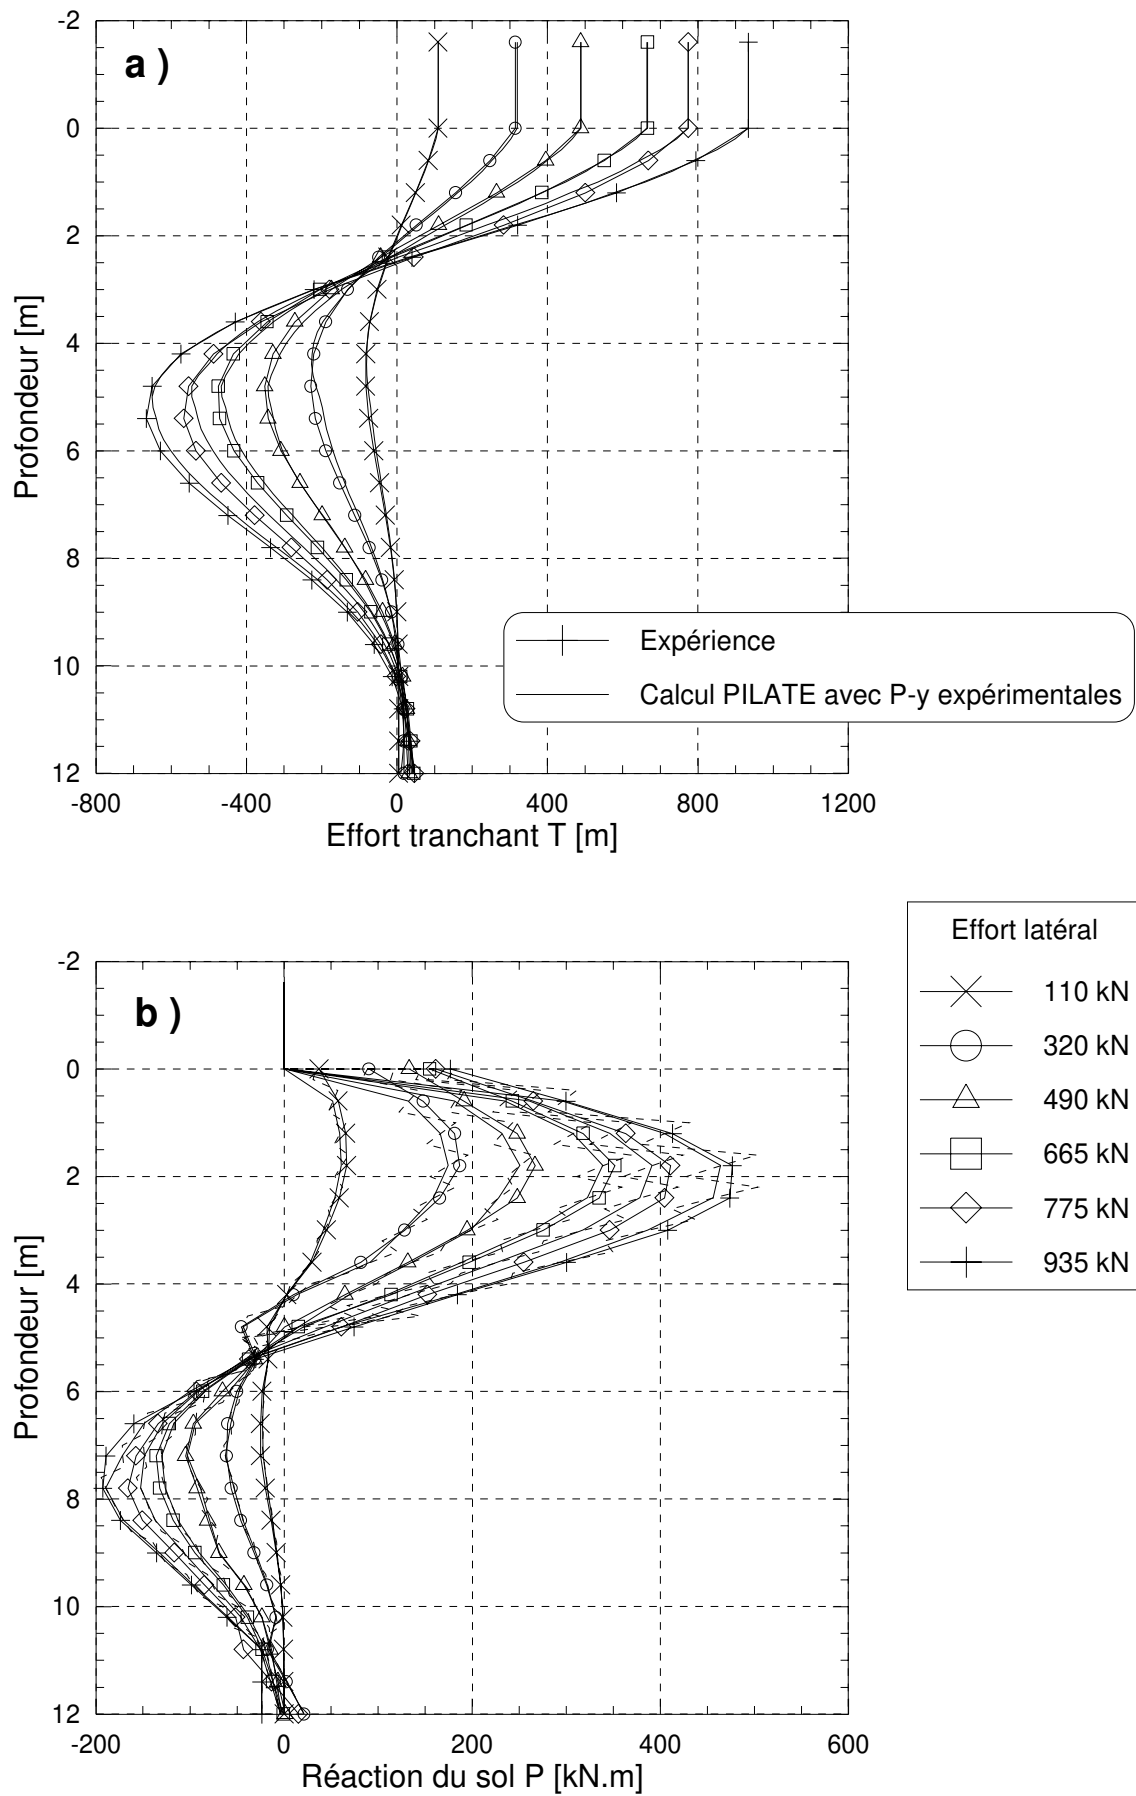 -2
a )
0
2
4
6
8
10
12
Profondeur [m]
Expérience
Calcul PILATE avec P-y expérimentales
-800 -400 0 400 800 1200
Effort tranchant T [m]
Effort latéral
110 kN
320 kN
490 kN
665 kN
775 kN
935 kN
-2
b )
0
2
4
6
8
10
12
Profondeur [m]
-200 0 200 400 600
Réaction du sol P [kN.m]